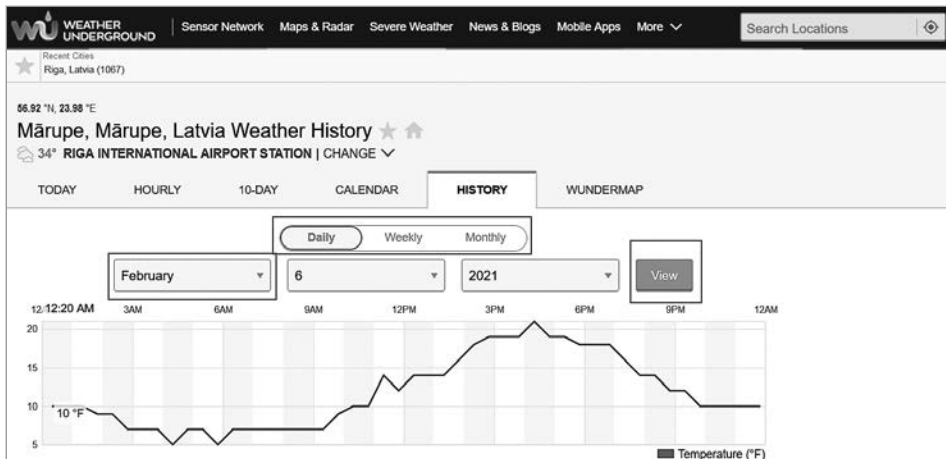 WEATHER UNDERGROUND Sensor Network Maps & Radar Severe Weather News & Blogs Mobile Apps More Search Locations
Recent Cities
Riga, Latvia (1067)
56.92 °N, 23.98 °E
Mārupe, Mārupe, Latvia Weather History
34° RIGA INTERNATIONAL AIRPORT STATION | CHANGE
TODAY HOURLY 10-DAY CALENDAR HISTORY WUNDERMAP
Daily Weekly Monthly
February 6 2021 View
12/12:20 AM 3AM 6AM 9AM 12PM 3PM 6PM 9PM 12AM
20
15
10
10 °F
5
Temperature (°F)